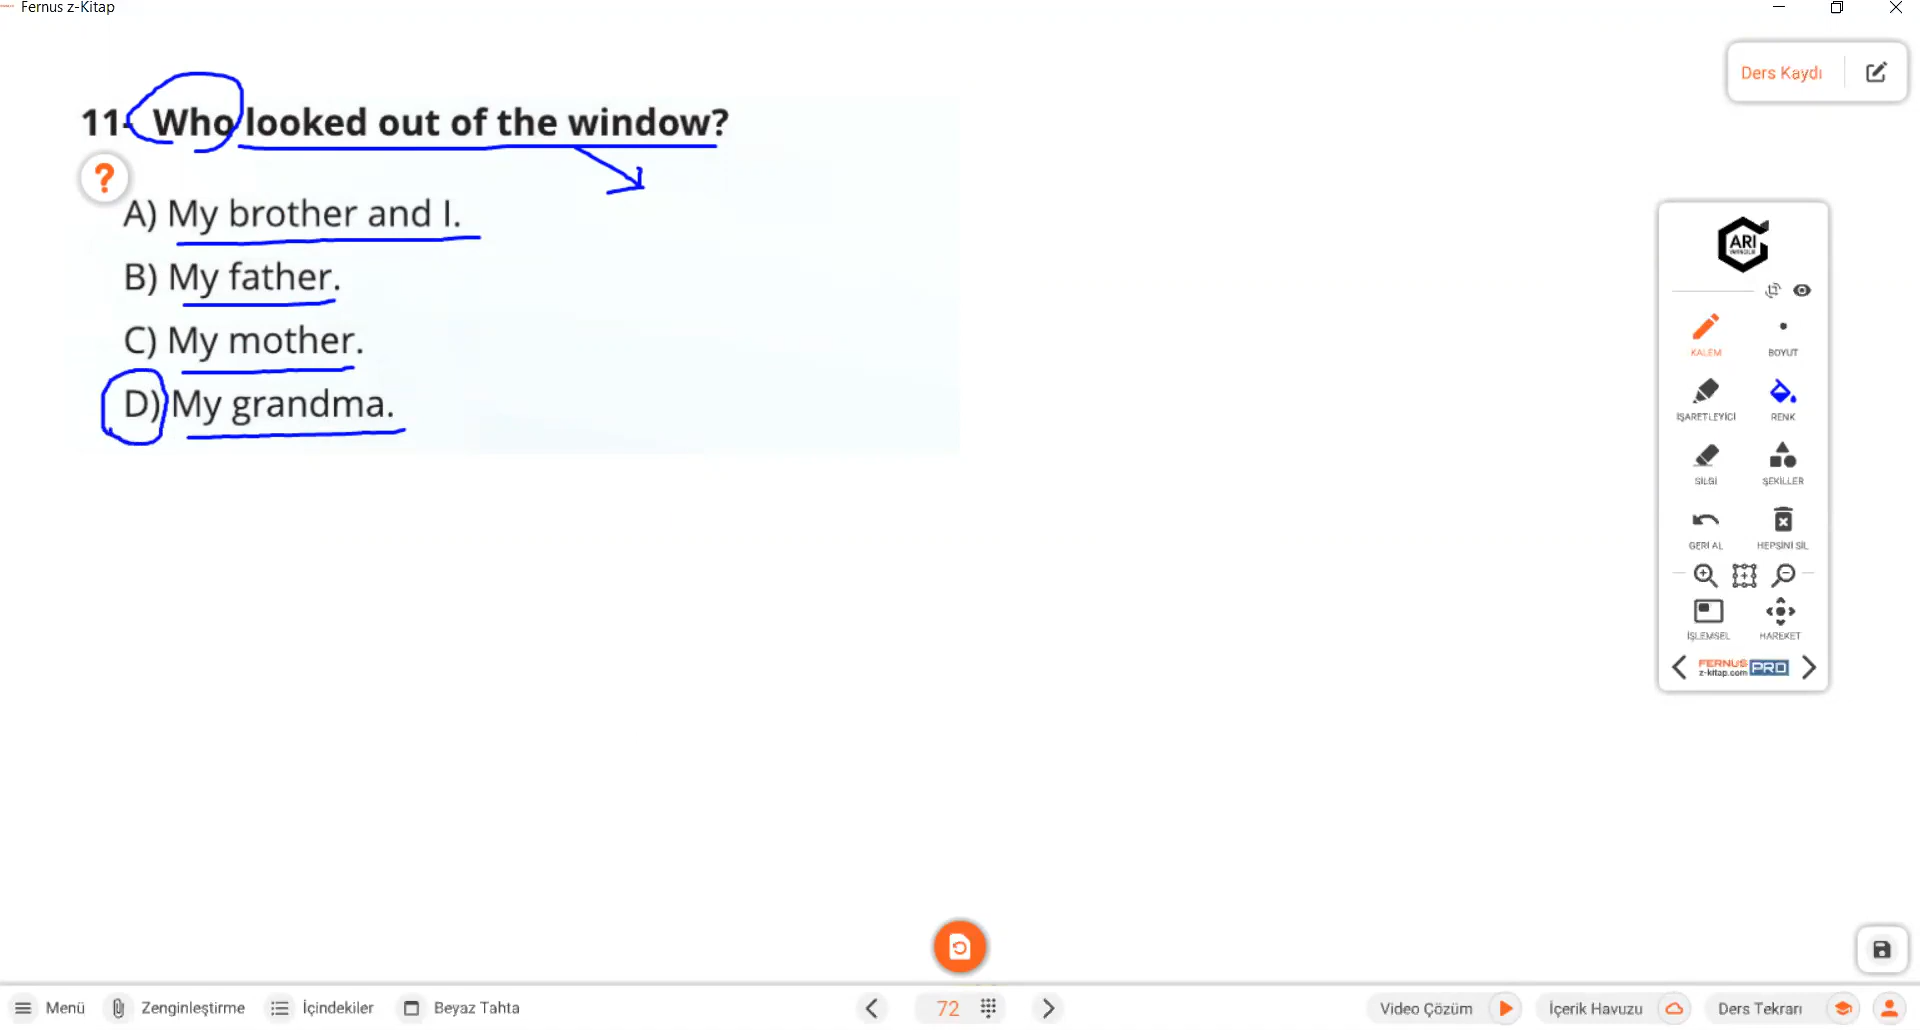 Fernus z-Kitap
Ders Kaydı
11- Who looked out of the window?
?
A) My brother and I.
B) My father.
C) My mother.
D) My grandma.
ARI
KALEM
BOYUT
İŞARETLEYİCİ
RENK
SİLGİ
ŞEKİLLER
GERİ AL
HEPSİNİ SİL
İŞLEMSEL
HAREKET
FERNUS PRO
z-kitap.com
Menü
Zenginleştirme
İçindekiler
Beyaz Tahta
72
Video Çözüm
İçerik Havuzu
Ders Tekrarı